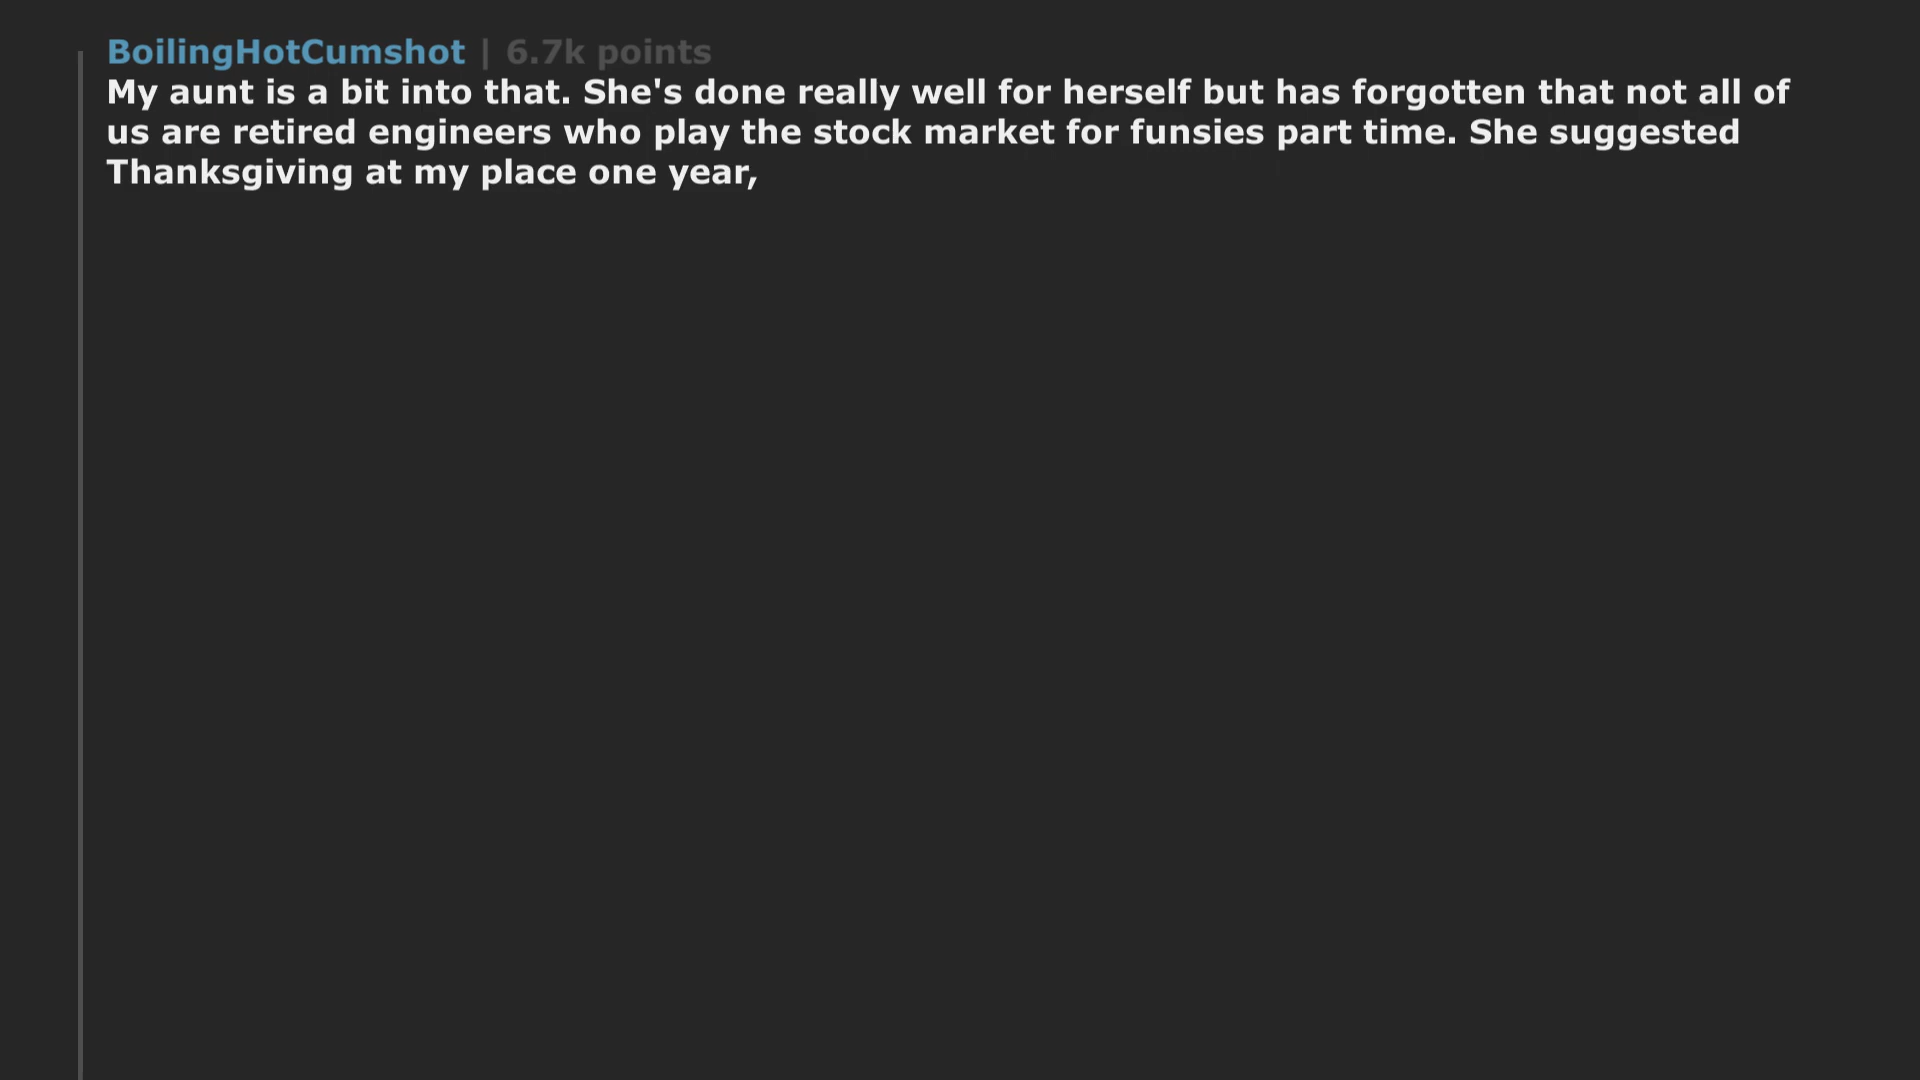 BoilingHotCumshot | 6.7k points
My aunt is a bit into that. She's done really well for herself but has forgotten that not all of
us are retired engineers who play the stock market for funsies part time. She suggested
Thanksgiving at my place one year,